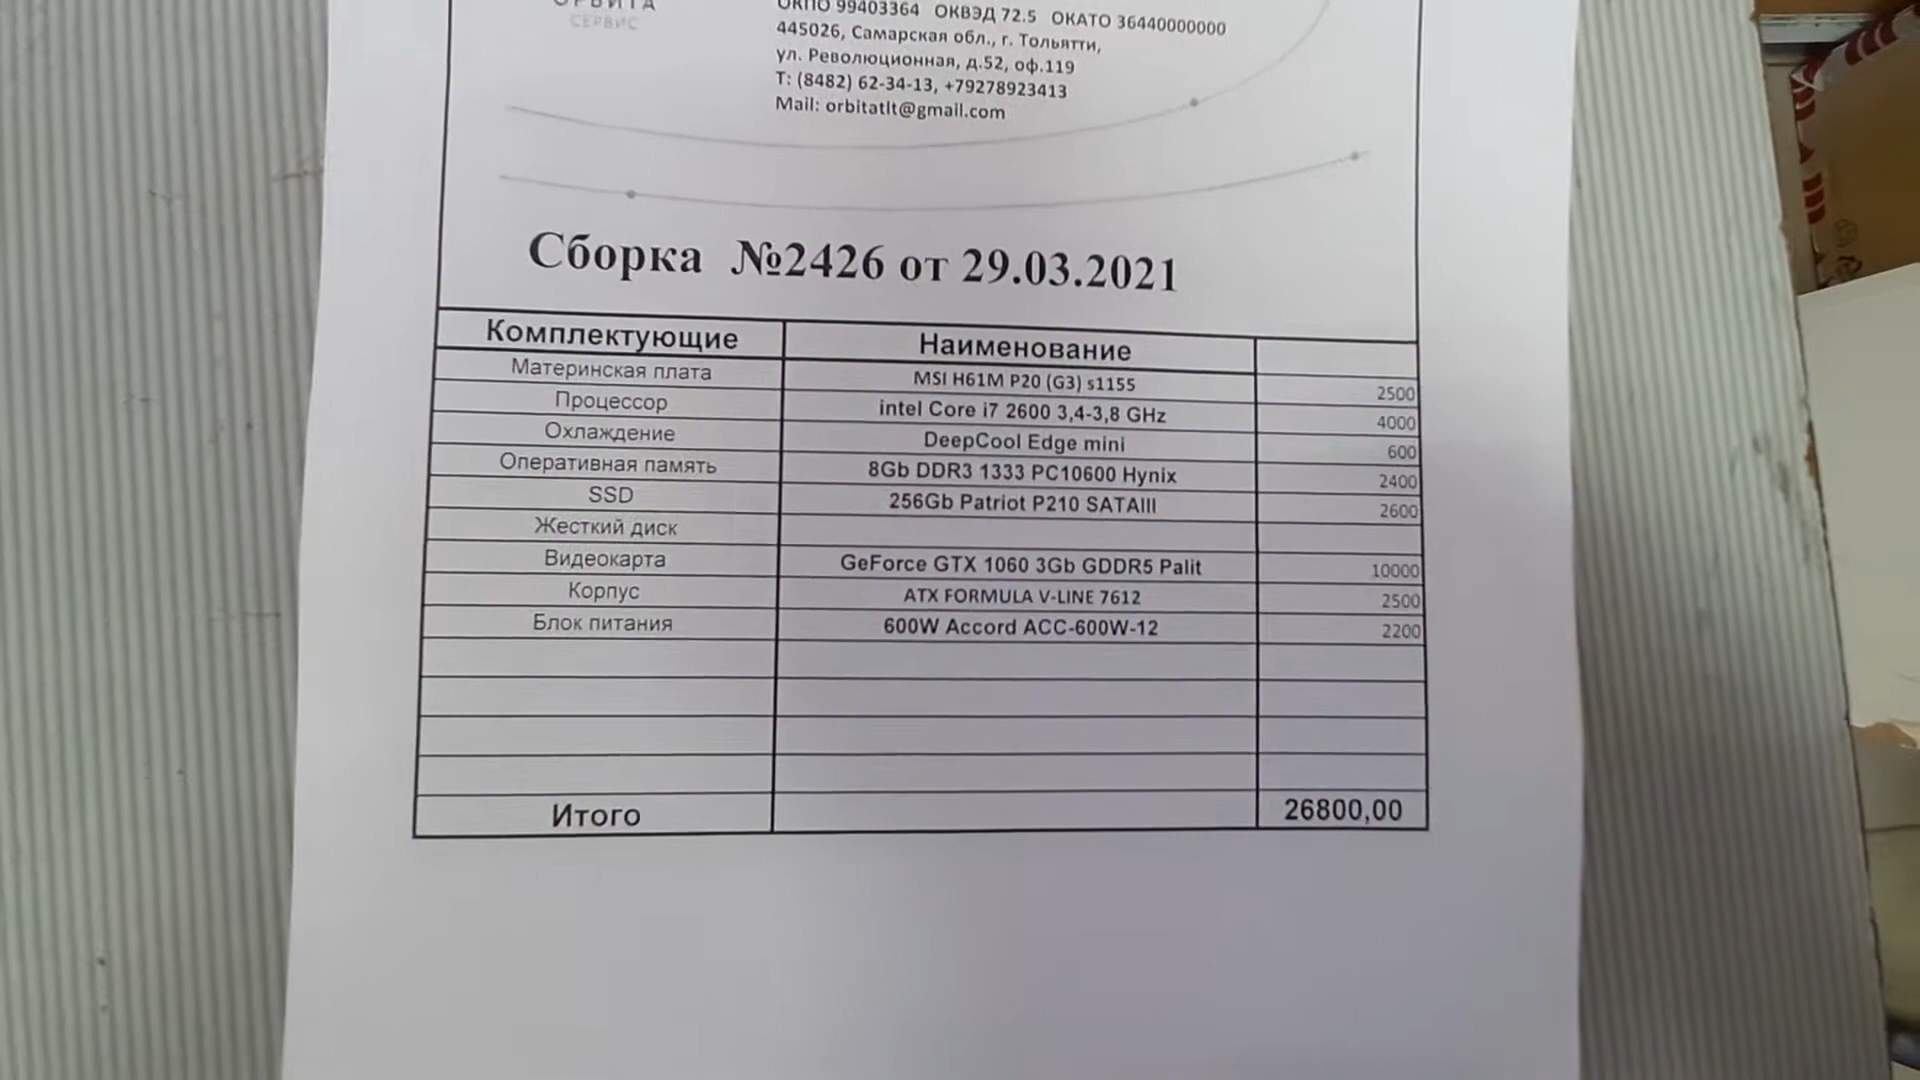 ОРБИТА
СЕРВИС
ОКПО 99403364 ОКВЭД 72.5 ОКАТО 36440000000
445026, Самарская обл., г. Тольятти,
ул. Революционная, д.52, оф.119
Т: (8482) 62-34-13, +79278923413
Mail: orbitatlt@gmail.com
Сборка №2426 от 29.03.2021
Комплектующие Наименование
Материнская плата MSI H61M P20 (G3) s1155 2500
Процессор intel Core i7 2600 3,4-3,8 GHz 4000
Охлаждение DeepCool Edge mini 600
Оперативная память 8Gb DDR3 1333 PC10600 Hynix 2400
SSD 256Gb Patriot P210 SATAIII 2600
Жесткий диск
Видеокарта GeForce GTX 1060 3Gb GDDR5 Palit 10000
Корпус ATX FORMULA V-LINE 7612 2500
Блок питания 600W Accord ACC-600W-12 2200
Итого 26800,00